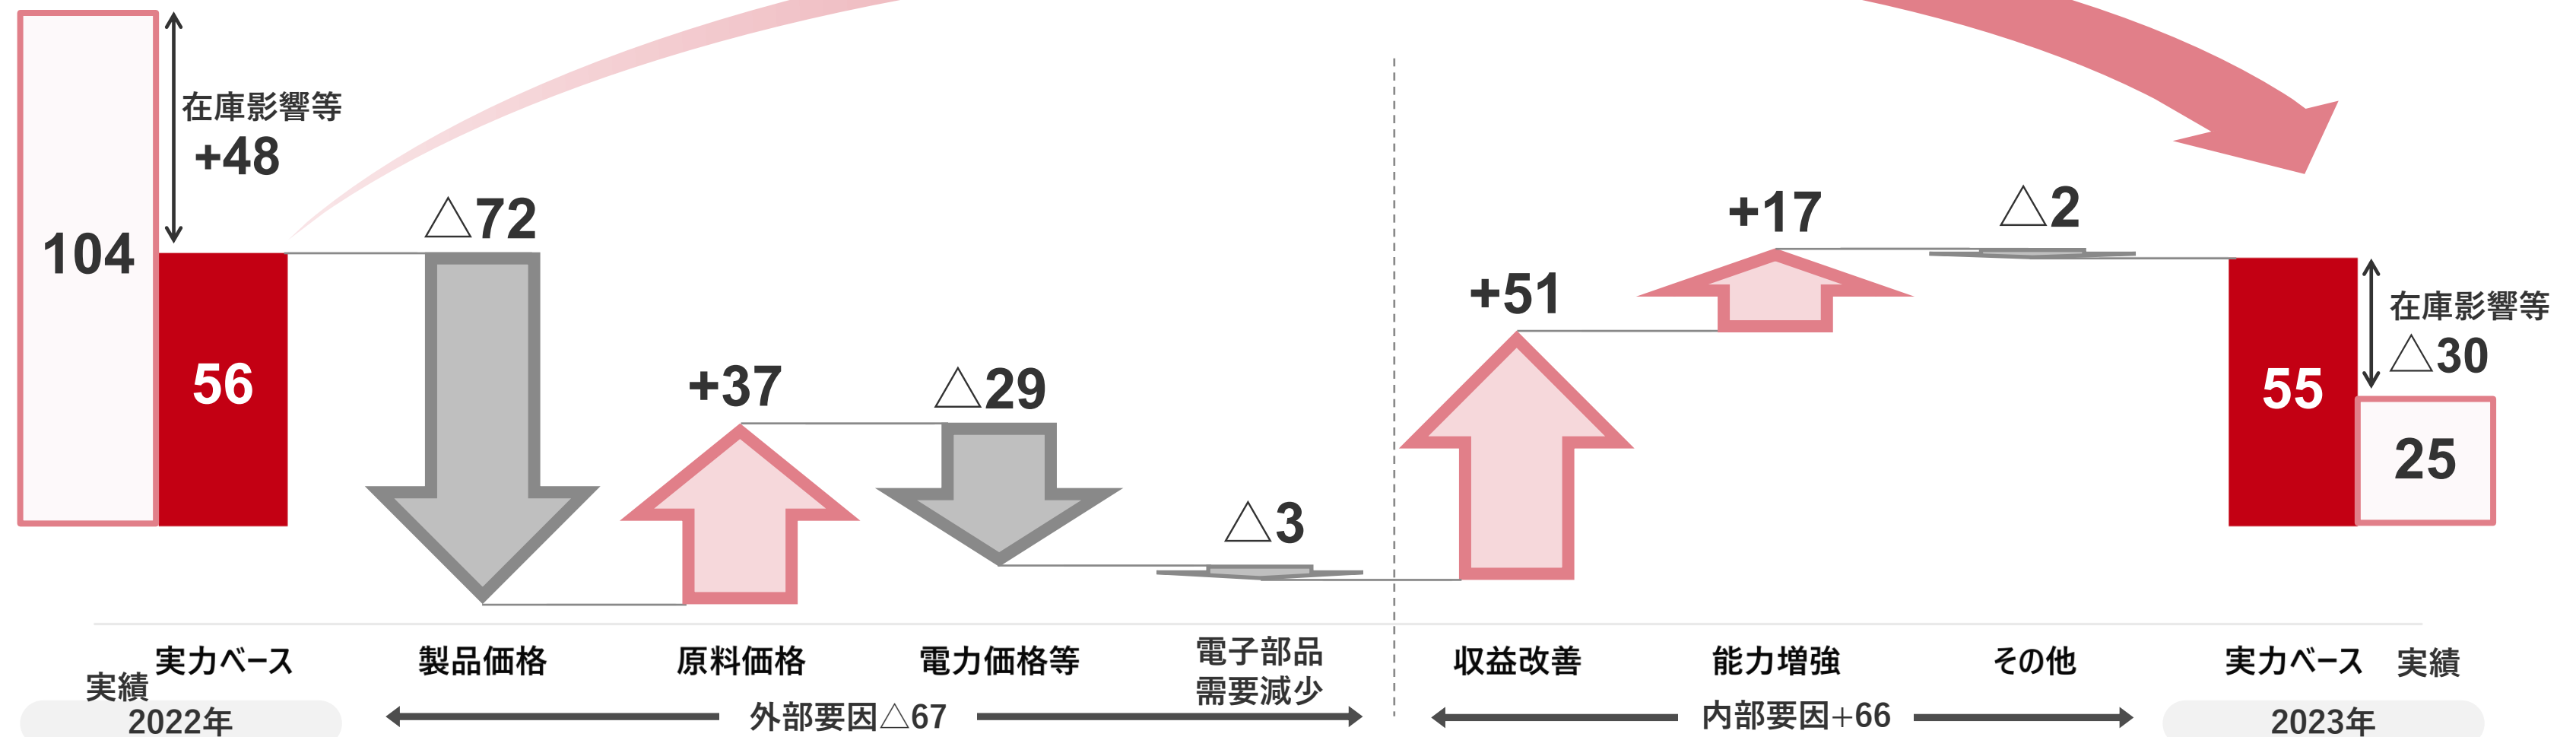 104
在庫影響等
+48
56
△72
+37
△29
△3
+51
+17
△2
55
在庫影響等
△30
25
実績
実力ベース
2022年
製品価格
原料価格
電力価格等
電子部品
需要減少
外部要因△67
収益改善
能力増強
その他
内部要因+66
実力ベース
実績
2023年